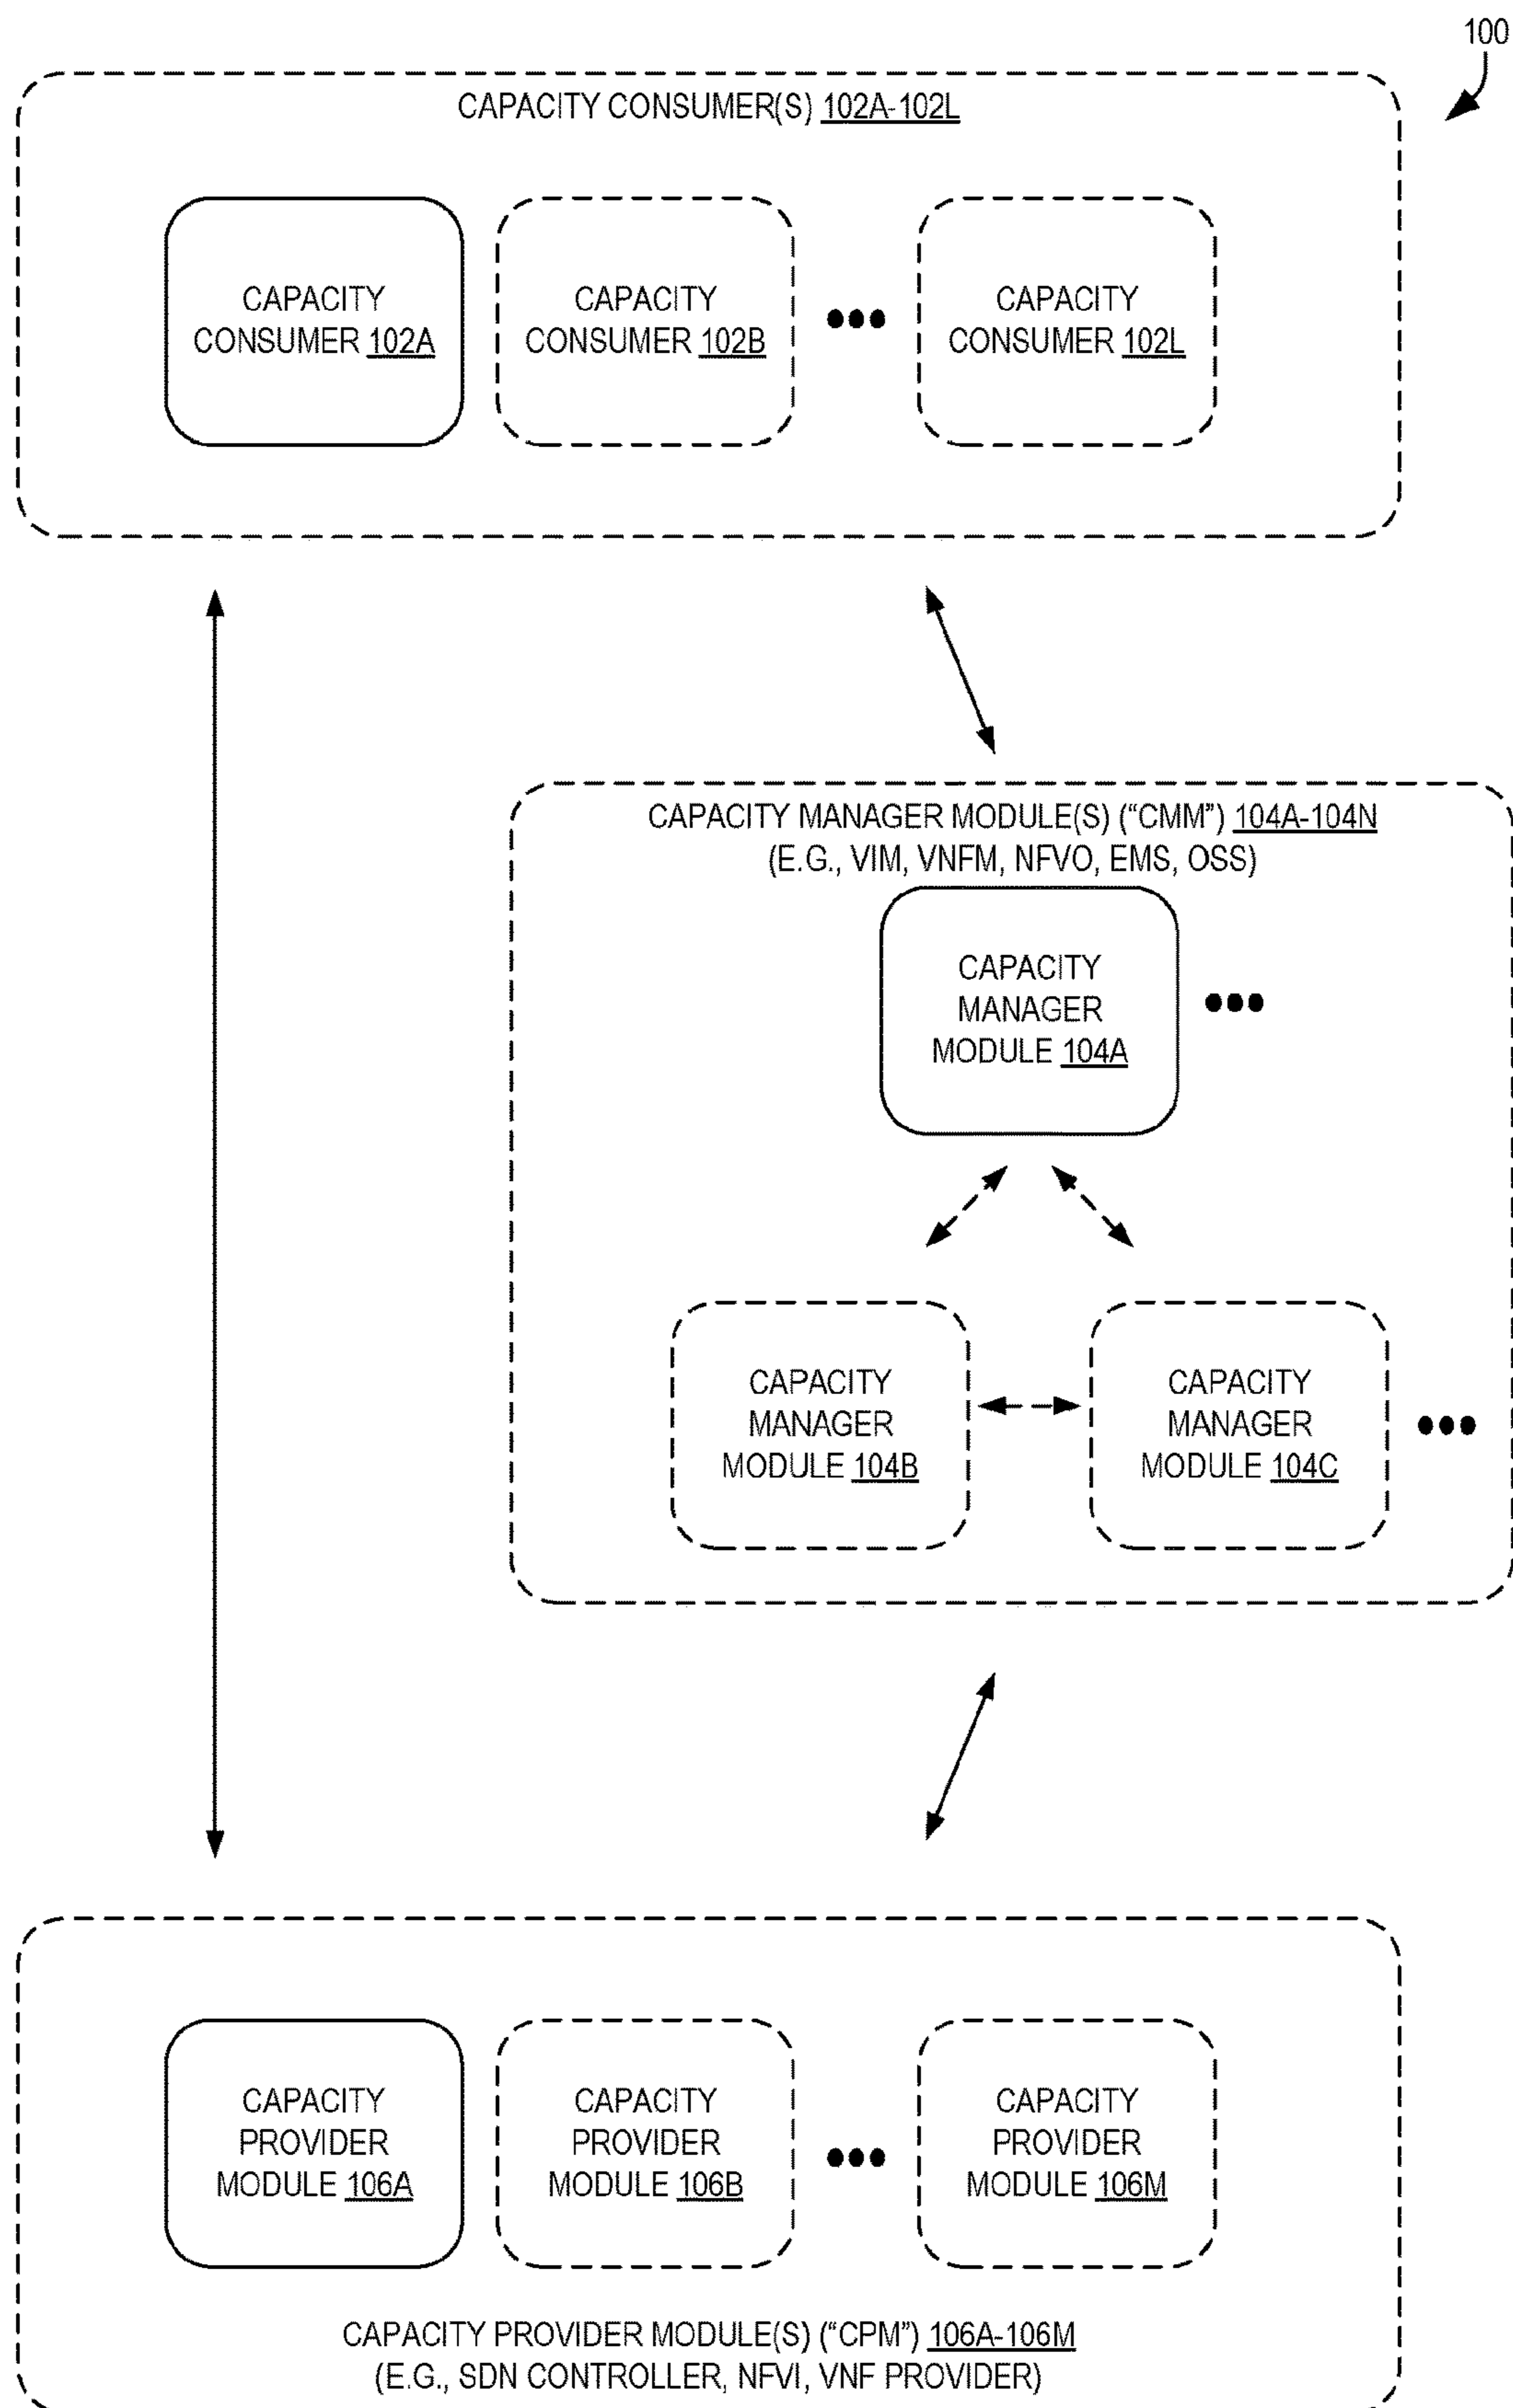 100
CAPACITY CONSUMER(S) 102A-102L
CAPACITY
CONSUMER 102A
CAPACITY
CONSUMER 102B
CAPACITY
CONSUMER 102L
CAPACITY MANAGER MODULE(S) (“CMM”) 104A-104N
(E.G., VIM, VNFM, NFVO, EMS, OSS)
CAPACITY
MANAGER
MODULE 104A
CAPACITY
MANAGER
MODULE 104B
CAPACITY
MANAGER
MODULE 104C
CAPACITY
PROVIDER
MODULE 106A
CAPACITY
PROVIDER
MODULE 106B
CAPACITY
PROVIDER
MODULE 106M
CAPACITY PROVIDER MODULE(S) (“CPM”) 106A-106M
(E.G., SDN CONTROLLER, NFVI, VNF PROVIDER)